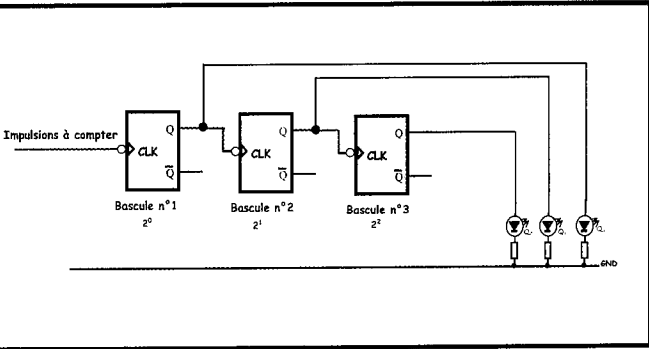 Impulsions à compter
Q
CLK
Q
Bascule n°1
2⁰
Q
CLK
Q
Bascule n°2
2¹
Q
CLK
Q
Bascule n°3
2²
Q.
Q.
Q.
GND